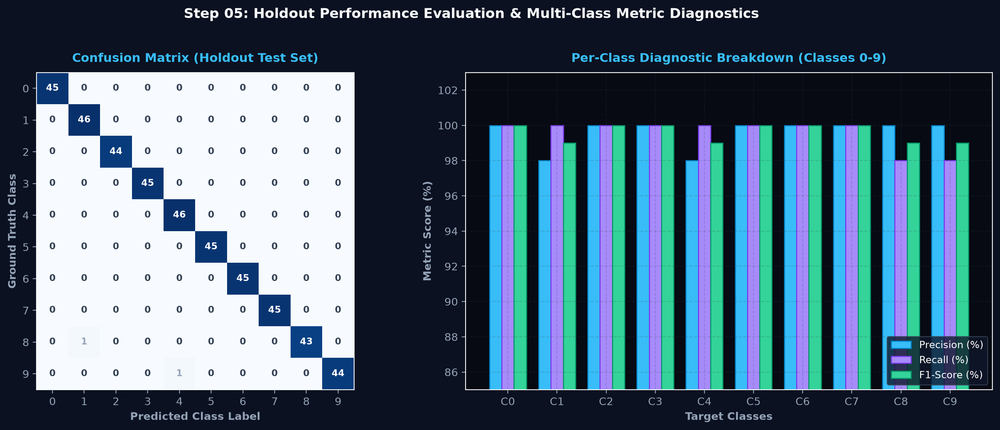 Step 05: Holdout Performance Evaluation & Multi-Class Metric Diagnostics
Confusion Matrix (Holdout Test Set)
Ground Truth Class
0 45 0 0 0 0 0 0 0 0 0
1 0 46 0 0 0 0 0 0 0 0
2 0 0 44 0 0 0 0 0 0 0
3 0 0 0 45 0 0 0 0 0 0
4 0 0 0 0 46 0 0 0 0 0
5 0 0 0 0 0 45 0 0 0 0
6 0 0 0 0 0 0 45 0 0 0
7 0 0 0 0 0 0 0 45 0 0
8 0 1 0 0 0 0 0 0 43 0
9 0 0 0 0 1 0 0 0 0 44
0 1 2 3 4 5 6 7 8 9
Predicted Class Label
Per-Class Diagnostic Breakdown (Classes 0-9)
Metric Score (%)
102
100
98
96
94
92
90
88
86
Precision (%)
Recall (%)
F1-Score (%)
C0 C1 C2 C3 C4 C5 C6 C7 C8 C9
Target Classes